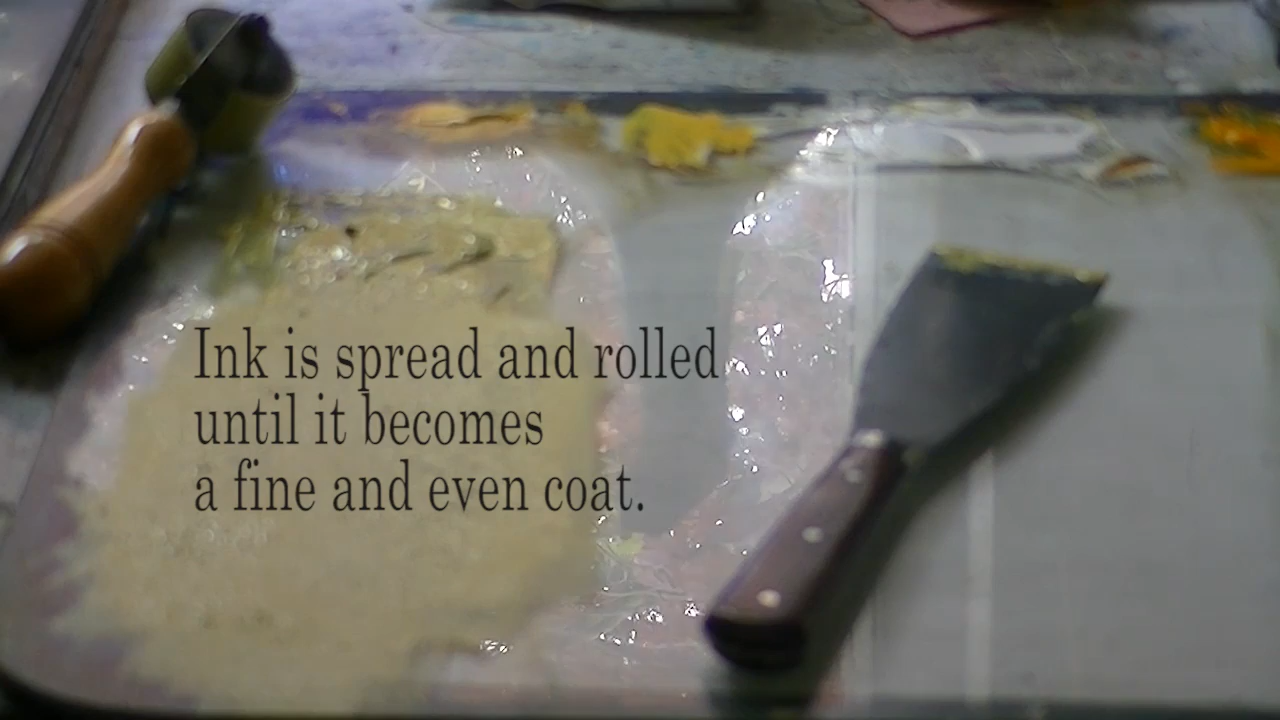 Ink is spread and rolled
until it becomes
a fine and even coat.